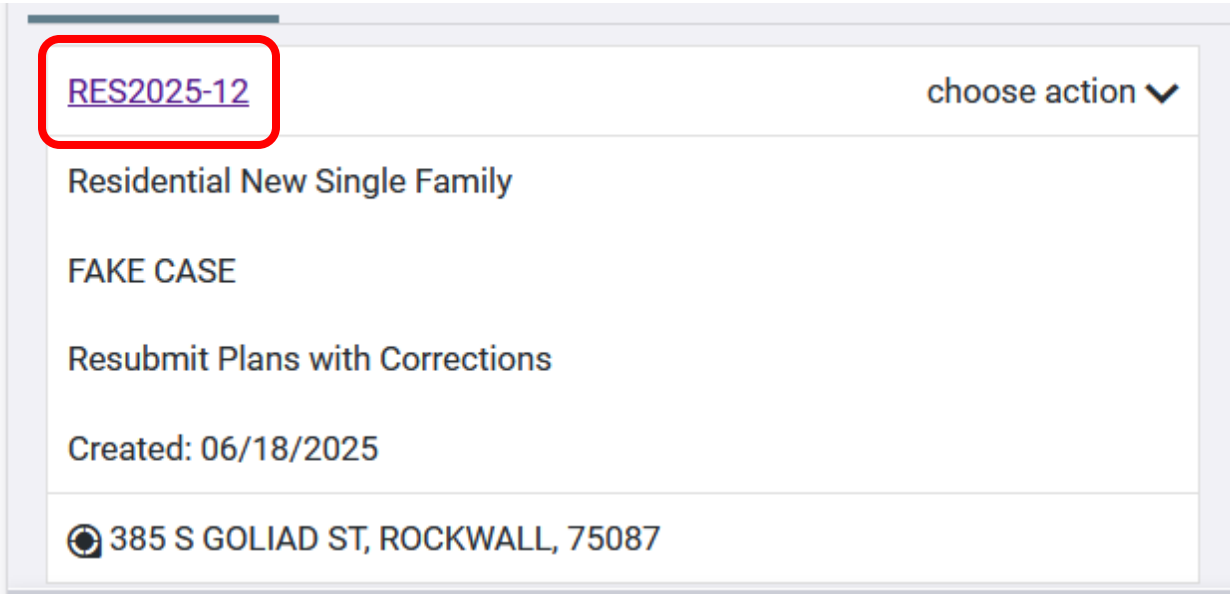 RES2025-12 choose action
Residential New Single Family
FAKE CASE
Resubmit Plans with Corrections
Created: 06/18/2025
385 S GOLIAD ST, ROCKWALL, 75087